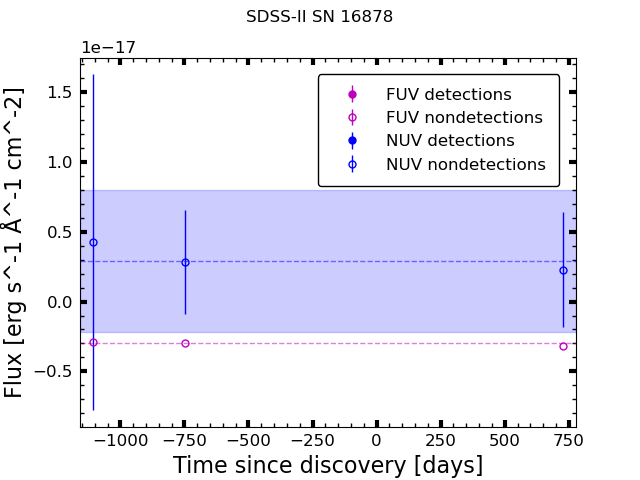 SDSS-II SN 16878
1e−17
1.5
1.0
0.5
0.0
−0.5
FUV detections
FUV nondetections
NUV detections
NUV nondetections
−1000 −750 −500 −250 0 250 500 750
Time since discovery [days]
Flux [erg s^-1 Å^-1 cm^-2]